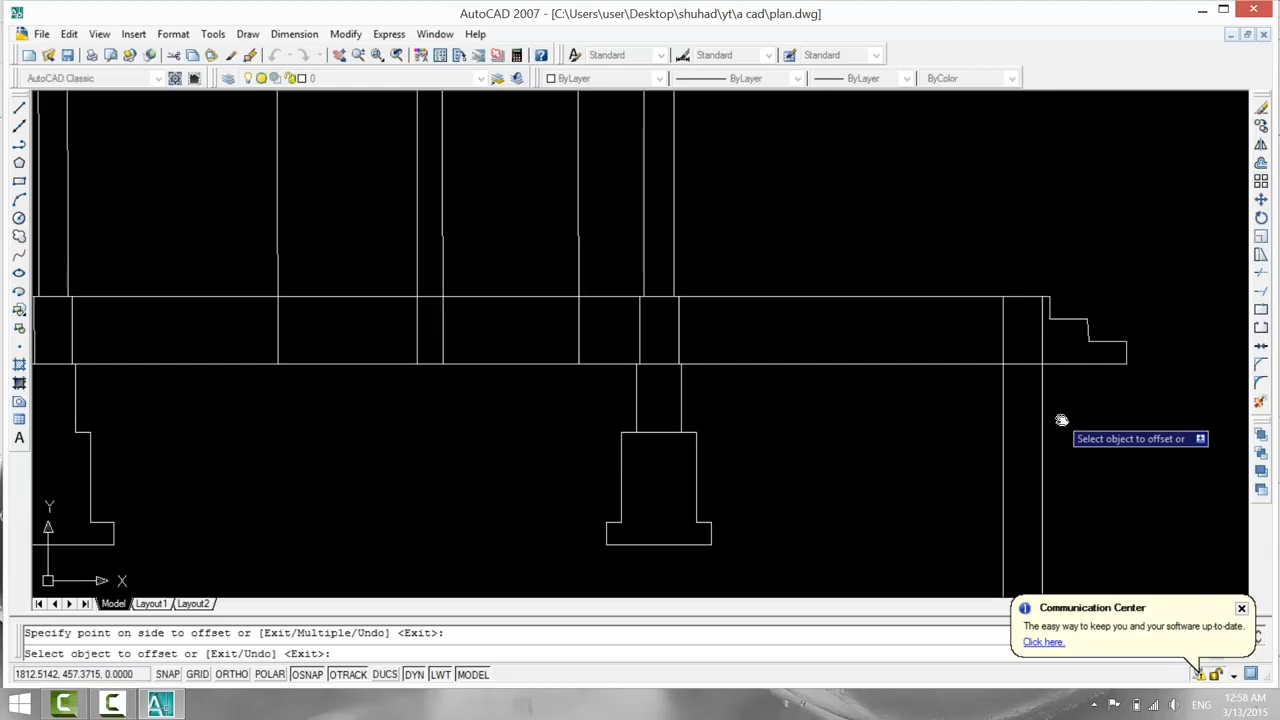 AutoCAD 2007 - [C:\Users\user\Desktop\shuhad\yt\a cad\plan.dwg]
File Edit View Insert Format Tools Draw Dimension Modify Express Window Help
Standard Standard Standard
AutoCAD Classic 0 ByLayer ByLayer ByLayer ByColor
A
Select object to offset or
Y
X
Model Layout1 Layout2
Communication Center
The easy way to keep you and your software up-to-date.
Click here.
Specify point on side to offset or [Exit/Multiple/Undo] <Exit>:
Select object to offset or [Exit/Undo] <Exit>:
1812.5142, 457.3715, 0.0000 SNAP GRID ORTHO POLAR OSNAP OTRACK DUCS DYN LWT MODEL
ENG
12:58 AM
3/13/2015